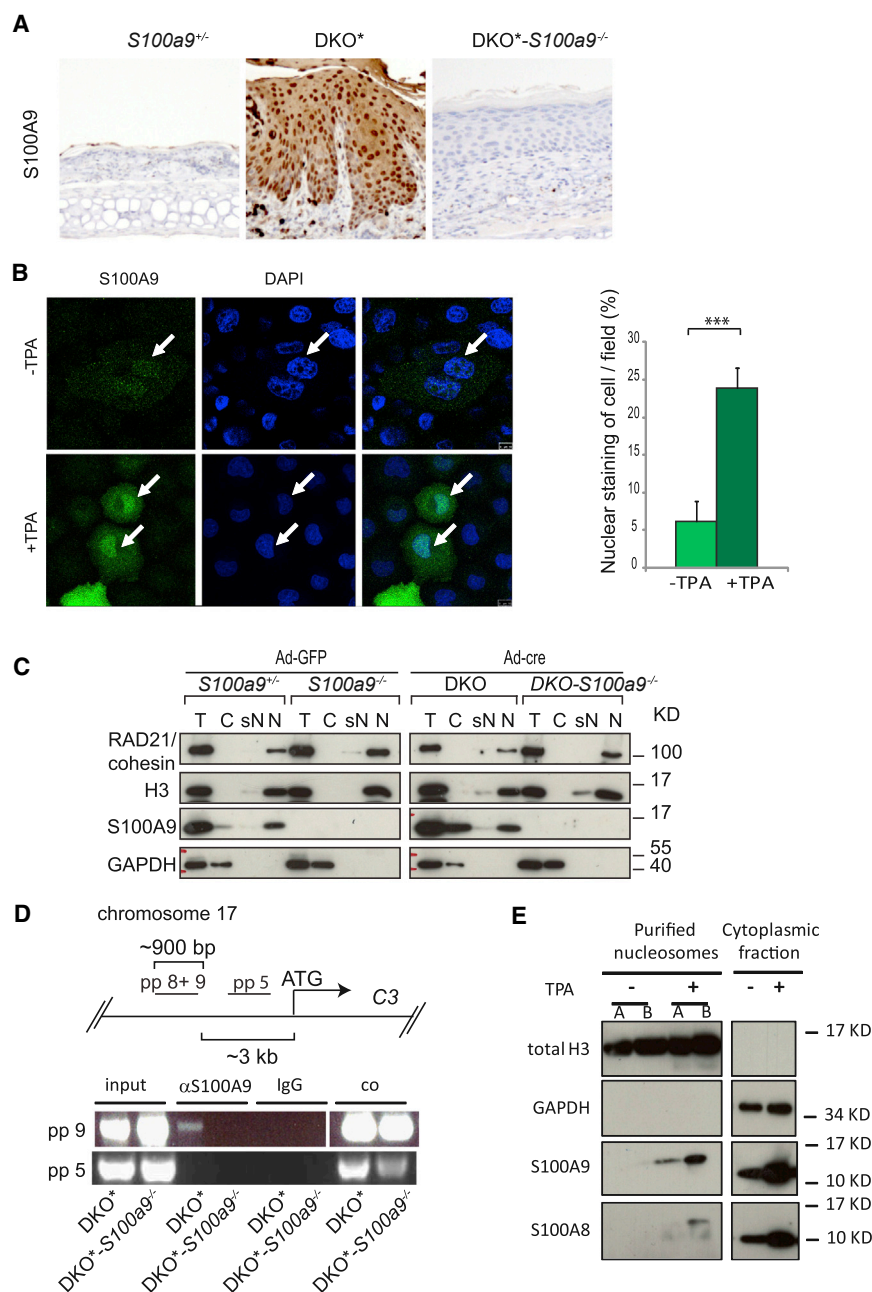 A
S100a9+/- DKO* DKO*-S100a9-/-
S100A9
B
S100A9 DAPI
-TPA
+TPA
Nuclear staining of cell / field (%)
30
25
20
15
10
5
0
***
-TPA +TPA
C
Ad-GFP Ad-cre
S100a9+/- S100a9-/- DKO DKO-S100a9-/-
T C sN N T C sN N T C sN N T C sN N KD
RAD21/
cohesin 100
H3 17
S100A9 17
GAPDH 55
40
D
chromosome 17
~900 bp
pp 8+ 9 pp 5 ATG C3
~3 kb
input αS100A9 IgG co
pp 9
pp 5
DKO* DKO*-S100a9-/- DKO* DKO*-S100a9-/- DKO* DKO*-S100a9-/- DKO* DKO*-S100a9-/-
E
Purified Cytoplasmic
nucleosomes fraction
TPA - + - +
A B A B
total H3 17 KD
GAPDH 34 KD
S100A9 17 KD
10 KD
S100A8 17 KD
10 KD